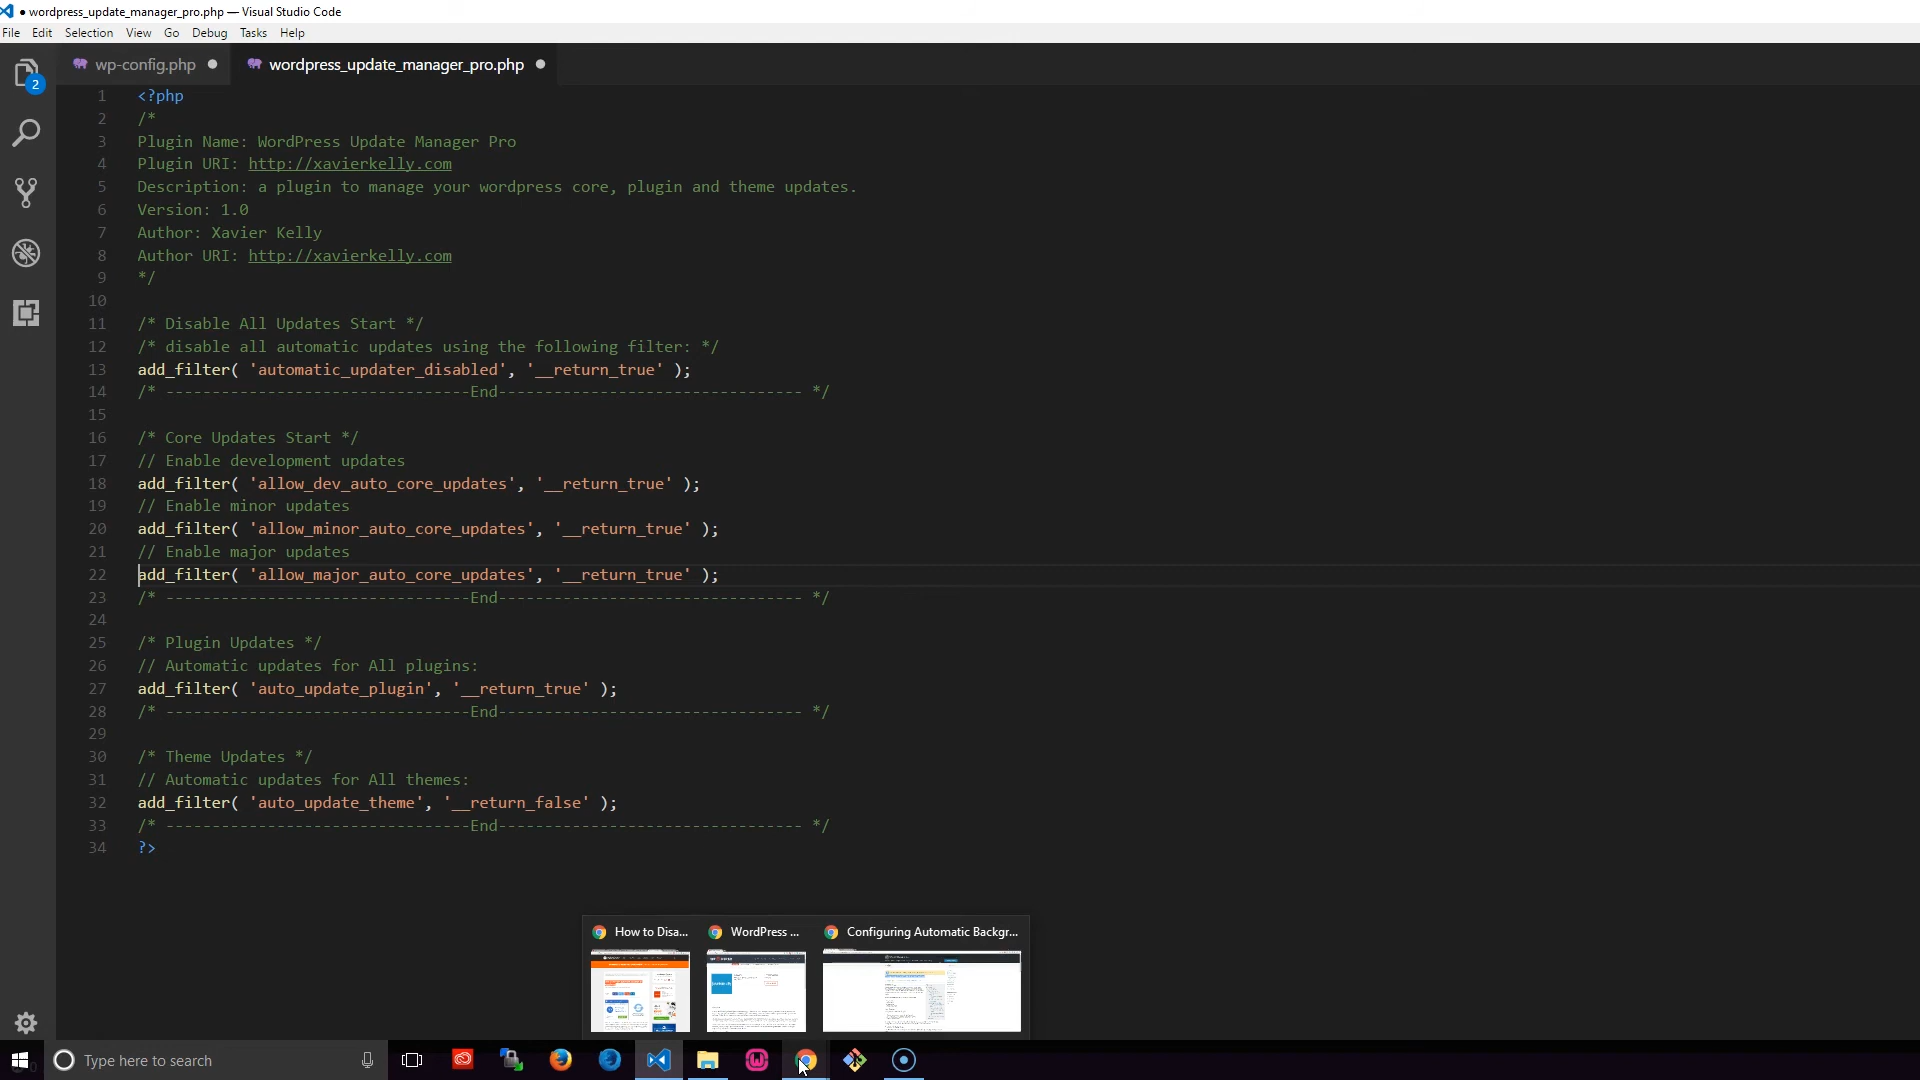 ● wordpress_update_manager_pro.php — Visual Studio Code
File Edit Selection View Go Debug Tasks Help
wp-config.php wordpress_update_manager_pro.php
2
1 <?php
2 /*
3 Plugin Name: WordPress Update Manager Pro
4 Plugin URI: http://xavierkelly.com
5 Description: a plugin to manage your wordpress core, plugin and theme updates.
6 Version: 1.0
7 Author: Xavier Kelly
8 Author URI: http://xavierkelly.com
9 */
10
11 /* Disable All Updates Start */
12 /* disable all automatic updates using the following filter: */
13 add_filter( 'automatic_updater_disabled', '__return_true' );
14 /* ---------------------------------End--------------------------------- */
15
16 /* Core Updates Start */
17 // Enable development updates
18 add_filter( 'allow_dev_auto_core_updates', '__return_true' );
19 // Enable minor updates
20 add_filter( 'allow_minor_auto_core_updates', '__return_true' );
21 // Enable major updates
22 add_filter( 'allow_major_auto_core_updates', '__return_true' );
23 /* ---------------------------------End--------------------------------- */
24
25 /* Plugin Updates */
26 // Automatic updates for All plugins:
27 add_filter( 'auto_update_plugin', '__return_true' );
28 /* ---------------------------------End--------------------------------- */
29
30 /* Theme Updates */
31 // Automatic updates for All themes:
32 add_filter( 'auto_update_theme', '__return_false' );
33 /* ---------------------------------End--------------------------------- */
34 ?>
How to Disa... WordPress ... Configuring Automatic Backgr...
Type here to search